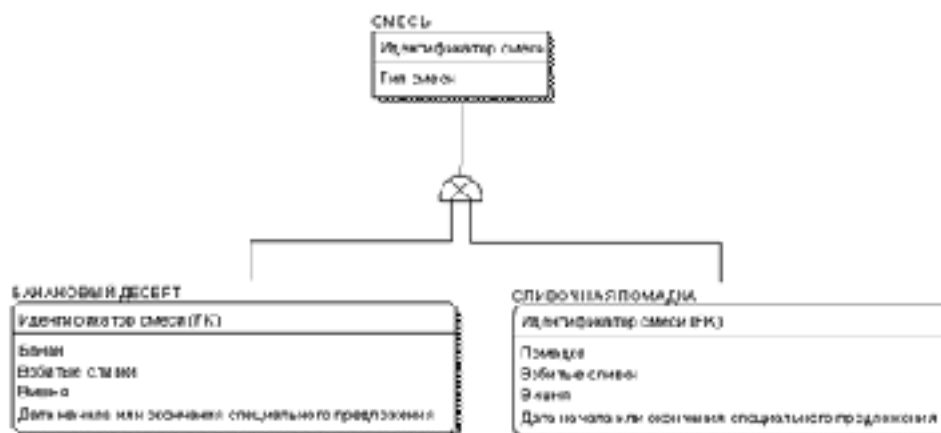 СМЕСЬ
Идентификатор смеси
Тип смеси
БАНАНОВЫЙ ДЕСЕРТ
Идентификатор смеси (FK)
Банан
Взбитые сливки
Вишня
Дата начала или окончания специального предложения
СЛИВОЧНАЯ ПОМАДКА
Идентификатор смеси (FK)
Помадка
Взбитые сливки
Вишня
Дата начала или окончания специального предложения